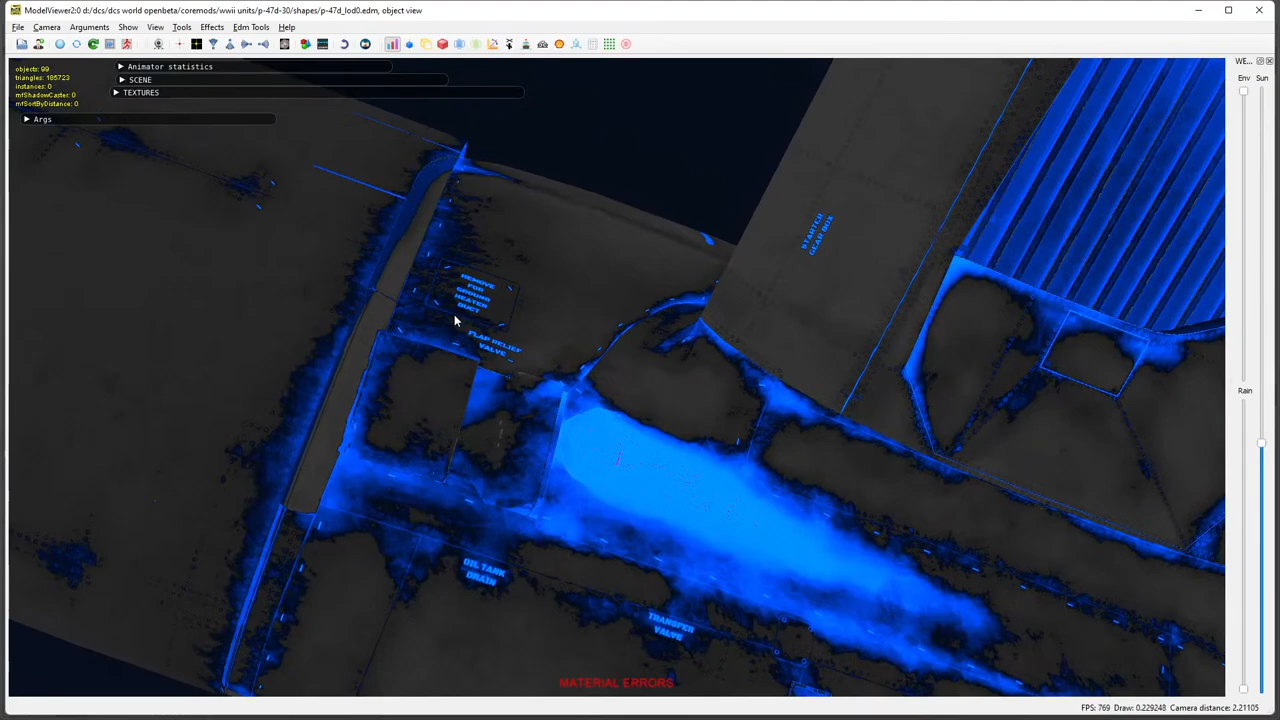 ModelViewer2:0 d:/dcs/dcs world openbeta/coremods/wwii units/p-47d-30/shapes/p-47d_lod0.edm, object view
File Camera Arguments Show View Tools Effects Edm Tools Help
objects: 99
triangles: 185723
instances: 0
mfShadowCaster: 0
mfSortByDistance: 0
Animator statistics
SCENE
TEXTURES
Args
WE...
Env Sun
Rain
STARTER
GEAR BOX
REMOVE
FOR
GROUND
HEATER
DUCT
FLAP RELIEF
VALVE
OIL TANK
DRAIN
TRANSFER
VALVE
MATERIAL ERRORS
FPS: 769 Draw: 0.229248 Camera distance: 2.21105